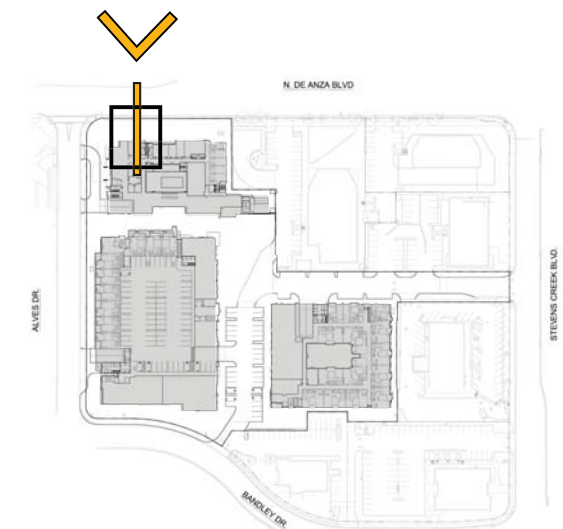 N. DE ANZA BLVD
ALVES DR.
STEVENS CREEK BLVD.
BANDLEY DR.